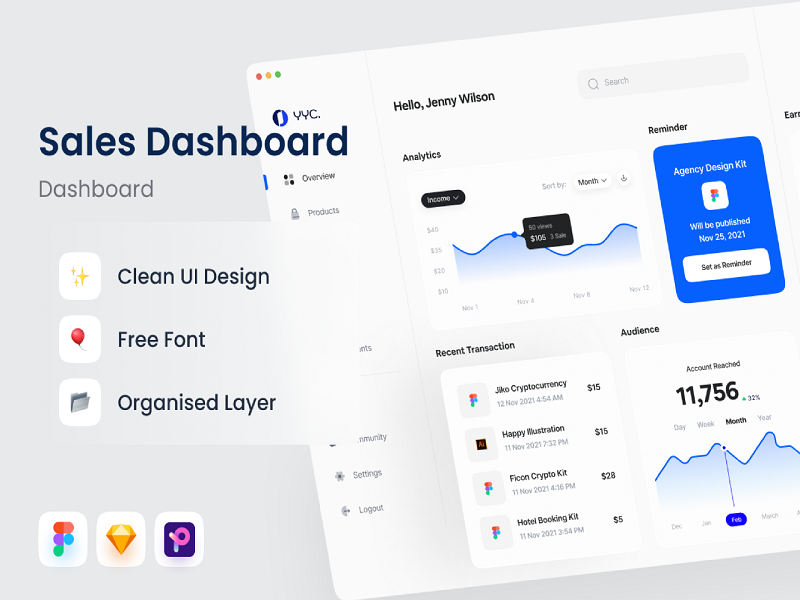 Sales Dashboard
Dashboard
Clean UI Design
Free Font
Organised Layer
YYC.
Overview
Products
Settings
Logout
Hello, Jenny Wilson
Search
Analytics
Income
Sort by:
Month
$40
$35
$20
$10
50 views
$105 3 Sale
Nov 1
Nov 4
Nov 8
Nov 12
Reminder
Agency Design Kit
Will be published
Nov 25, 2021
Set as Reminder
Recent Transaction
Jiko Cryptocurrency
12 Nov 2021 4:54 AM
$15
Ai
Happy Illustration
11 Nov 2021 7:32 PM
$15
Ficon Crypto Kit
11 Nov 2021 4:16 PM
$28
Hotel Booking Kit
11 Nov 2021 3:54 PM
$5
Audience
Account Reached
11,756
32%
Day
Week
Month
Year
Dec
Jan
Feb
March